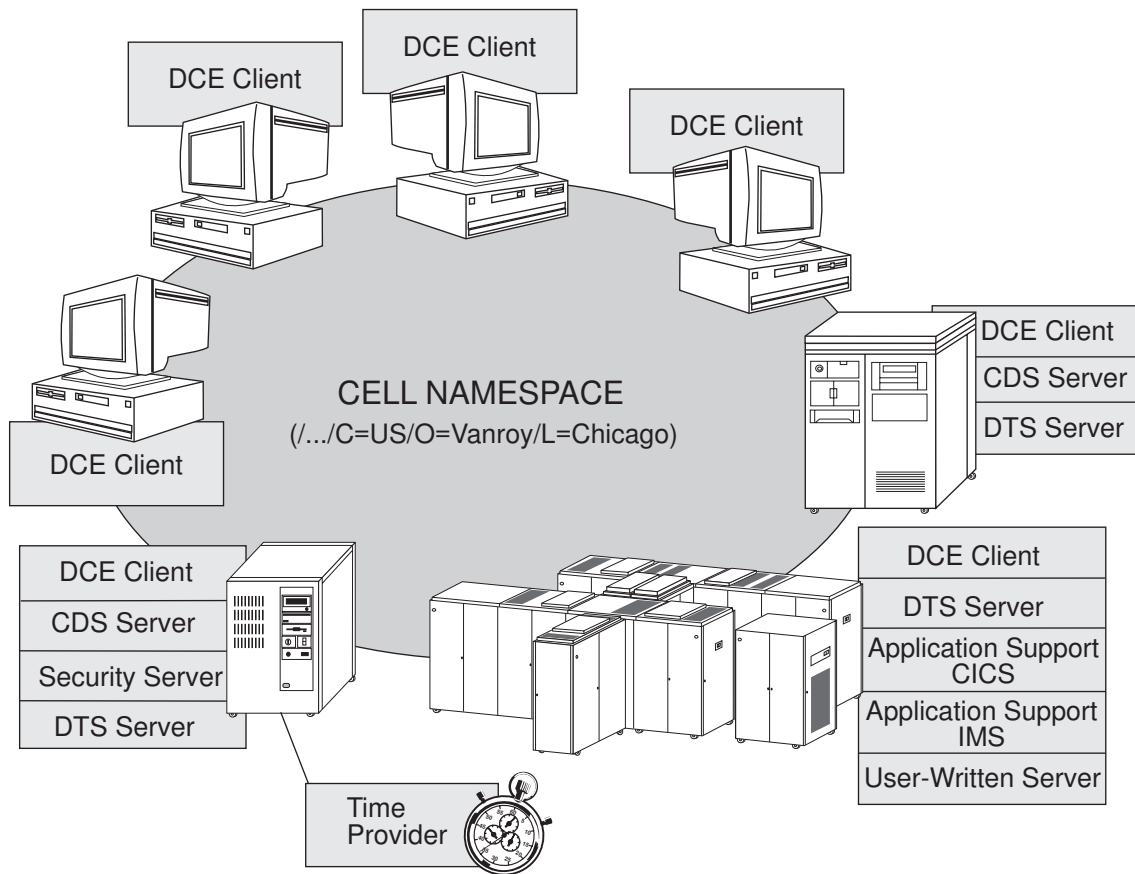 DCE Client
DCE Client
DCE Client
DCE Client
CELL NAMESPACE
(/.../C=US/O=Vanroy/L=Chicago)
DCE Client
CDS Server
DTS Server
DCE Client
CDS Server
Security Server
DTS Server
DCE Client
DTS Server
Application Support
CICS
Application Support
IMS
User-Written Server
Time
Provider